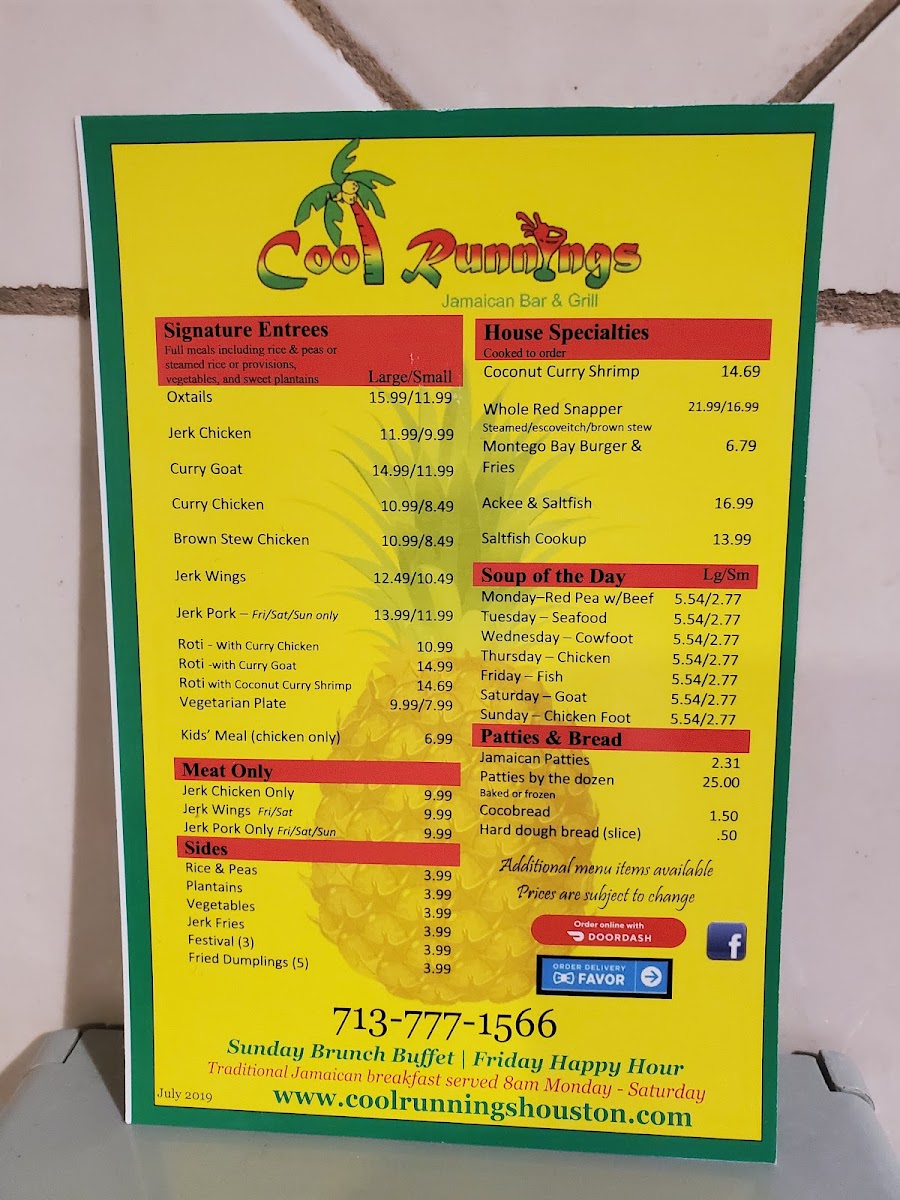 Cool Runnings
Jamaican Bar & Grill
Signature Entrees
Full meals including rice & peas or
steamed rice or provisions,
vegetables, and sweet plantains Large/Small
Oxtails 15.99/11.99
Jerk Chicken 11.99/9.99
Curry Goat 14.99/11.99
Curry Chicken 10.99/8.49
Brown Stew Chicken 10.99/8.49
Jerk Wings 12.49/10.49
Jerk Pork – Fri/Sat/Sun only 13.99/11.99
Roti - with Curry Chicken 10.99
Roti -with Curry Goat 14.99
Roti with Coconut Curry Shrimp 14.69
Vegetarian Plate 9.99/7.99
Kids' Meal (chicken only) 6.99
Meat Only
Jerk Chicken Only 9.99
Jerk Wings Fri/Sat 9.99
Jerk Pork Only Fri/Sat/Sun 9.99
Sides
Rice & Peas 3.99
Plantains 3.99
Vegetables 3.99
Jerk Fries 3.99
Festival (3) 3.99
Fried Dumplings (5) 3.99
House Specialties
Cooked to order
Coconut Curry Shrimp 14.69
Whole Red Snapper 21.99/16.99
Steamed/escoveitch/brown stew
Montego Bay Burger & 6.79
Fries
Ackee & Saltfish 16.99
Saltfish Cookup 13.99
Soup of the Day Lg/Sm
Monday–Red Pea w/Beef 5.54/2.77
Tuesday – Seafood 5.54/2.77
Wednesday – Cowfoot 5.54/2.77
Thursday – Chicken 5.54/2.77
Friday – Fish 5.54/2.77
Saturday – Goat 5.54/2.77
Sunday – Chicken Foot 5.54/2.77
Patties & Bread
Jamaican Patties 2.31
Patties by the dozen 25.00
Baked or frozen
Cocobread 1.50
Hard dough bread (slice) .50
Additional menu items available
Prices are subject to change
Order online with
DOORDASH
ORDER DELIVERY
FAVOR
f
713-777-1566
Sunday Brunch Buffet | Friday Happy Hour
Traditional Jamaican breakfast served 8am Monday - Saturday
July 2019
www.coolrunningshouston.com